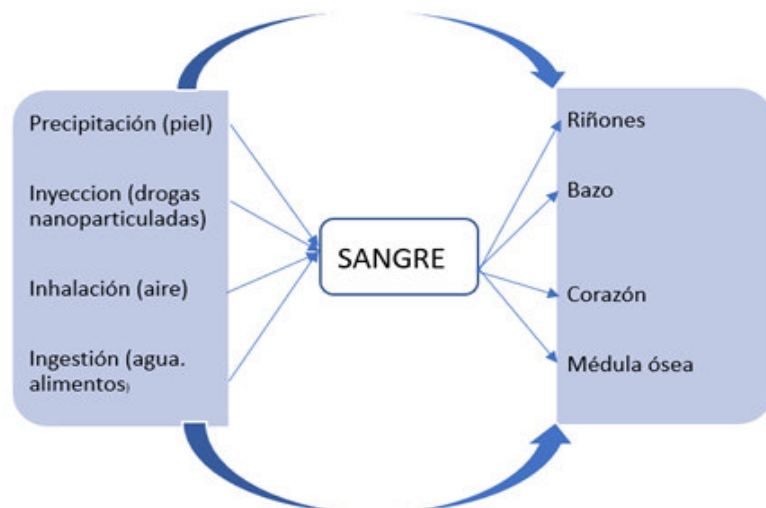 Precipitación (piel)
Inyeccion (drogas
nanoparticuladas)
Inhalación (aire)
Ingestión (agua.
alimentos)
SANGRE
Riñones
Bazo
Corazón
Médula ósea